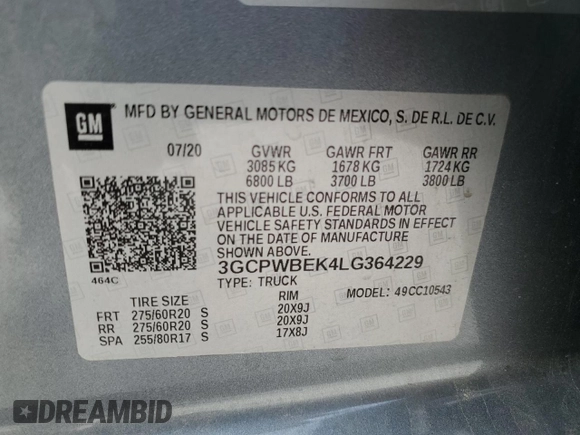 GM
MFD BY GENERAL MOTORS DE MEXICO, S. DE R.L. DE C.V.
07/20 GVWR GAWR FRT GAWR RR
3085 KG 1678 KG 1724 KG
6800 LB 3700 LB 3800 LB
THIS VEHICLE CONFORMS TO ALL
APPLICABLE U.S. FEDERAL MOTOR
VEHICLE SAFETY STANDARDS IN EFFECT
ON THE DATE OF MANUFACTURE
SHOWN ABOVE.
3GCPWBEK4LG364229
464C TYPE: TRUCK MODEL: 49CC10543
TIRE SIZE RIM
FRT 275/60R20 S 20X9J
RR 275/60R20 S 20X9J
SPA 255/80R17 S 17X8J
DREAMBID